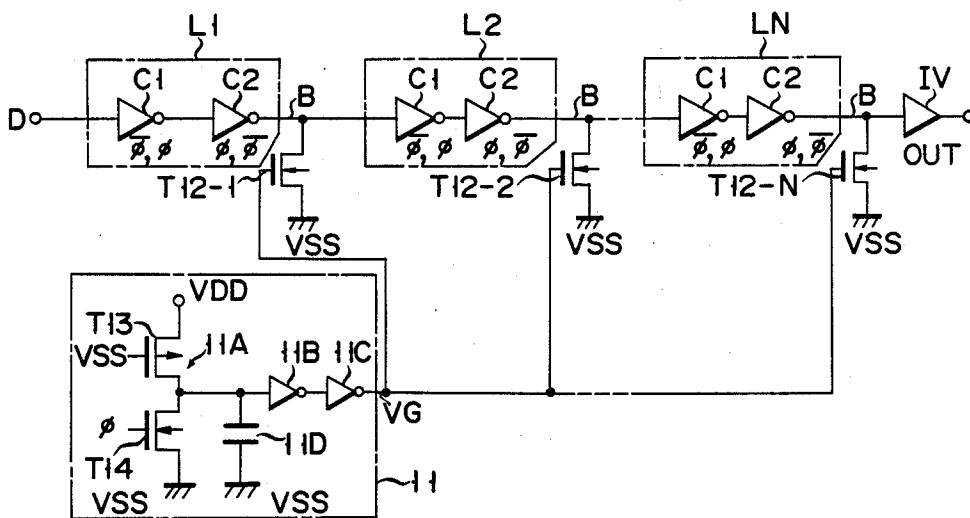 L1 L2 LN
C1 C2 B C1 C2 B C1 C2 B IV
D
φ̅, φ φ, φ̅ φ̅, φ φ, φ̅ φ̅, φ φ, φ̅ OUT
T12-1 T12-2 T12-N
VSS VSS VSS
VDD
T13
VSS 11A 11B 11C
VG
φ 11D
T14 11
VSS VSS